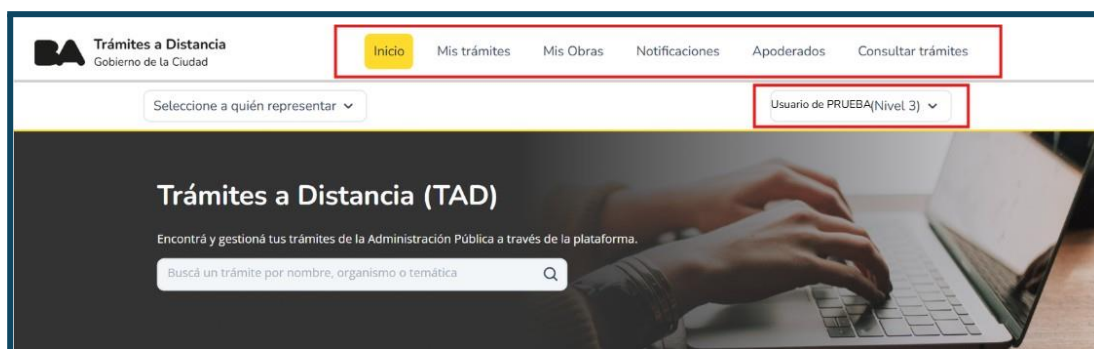 BA
Trámites a Distancia
Gobierno de la Ciudad
Inicio Mis trámites Mis Obras Notificaciones Apoderados Consultar trámites
Seleccione a quién representar
Usuario de PRUEBA(Nivel 3)
Trámites a Distancia (TAD)
Encontrá y gestioná tus trámites de la Administración Pública a través de la plataforma.
Buscá un trámite por nombre, organismo o temática